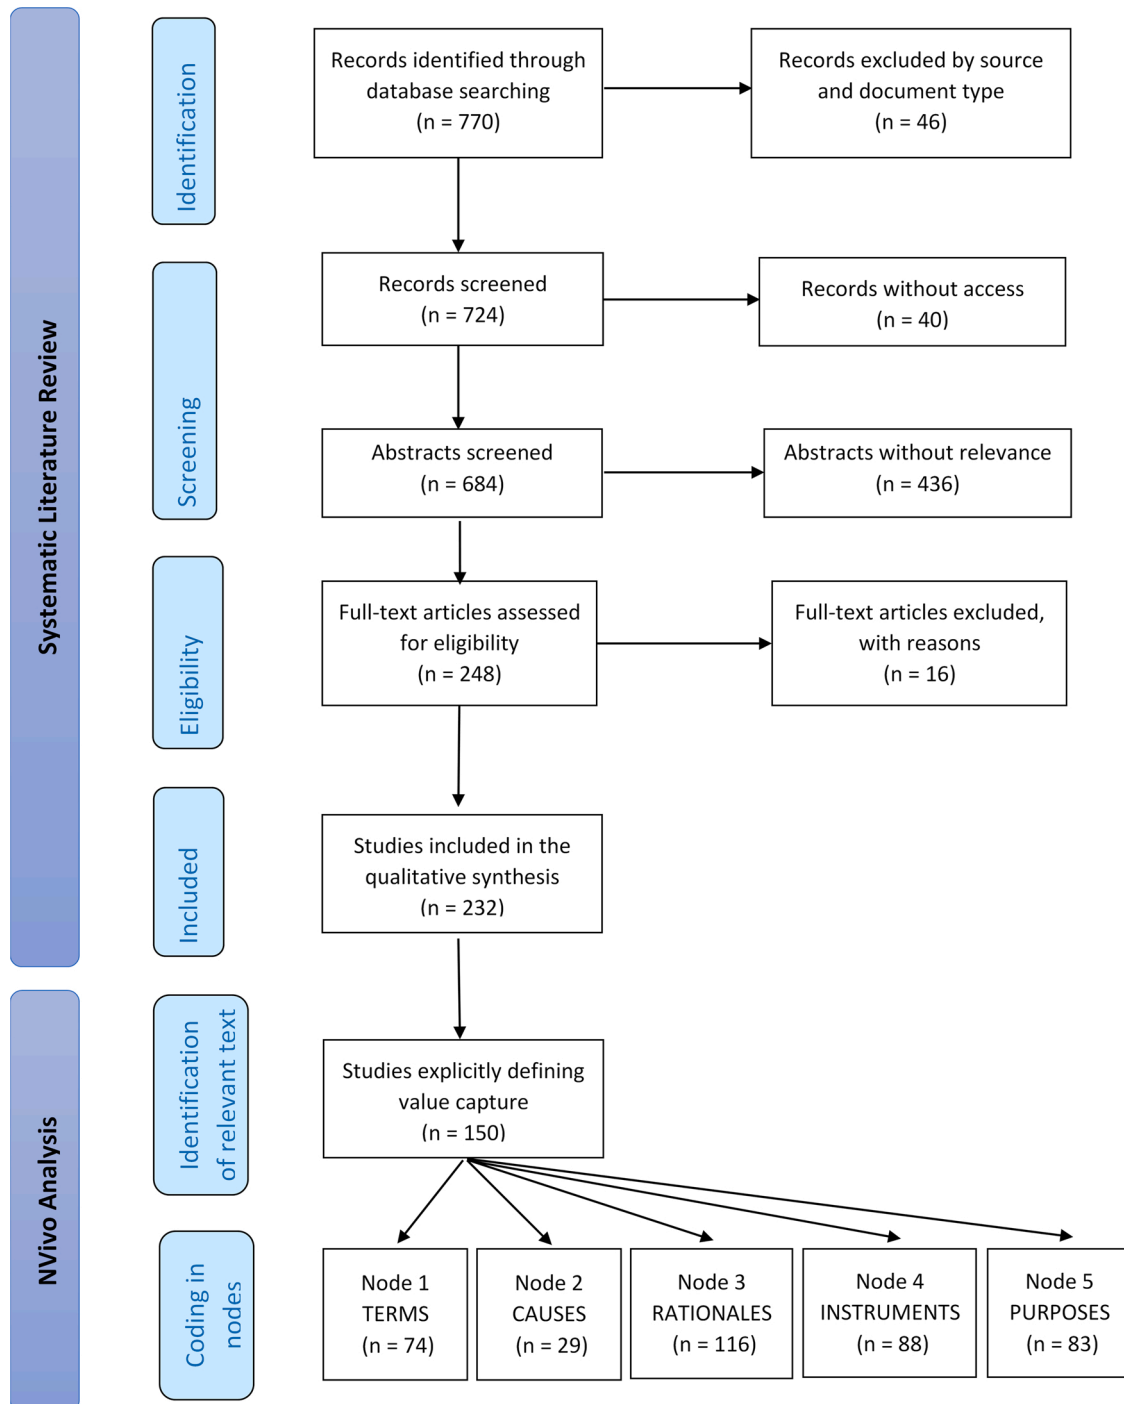 Systematic Literature Review
Identification
Records identified through
database searching
(n = 770)
Records excluded by source
and document type
(n = 46)
Screening
Records screened
(n = 724)
Records without access
(n = 40)
Abstracts screened
(n = 684)
Abstracts without relevance
(n = 436)
Eligibility
Full-text articles assessed
for eligibility
(n = 248)
Full-text articles excluded,
with reasons
(n = 16)
Included
Studies included in the
qualitative synthesis
(n = 232)
NVivo Analysis
Identification
of relevant text
Studies explicitly defining
value capture
(n = 150)
Coding in
nodes
Node 1
TERMS
(n = 74)
Node 2
CAUSES
(n = 29)
Node 3
RATIONALES
(n = 116)
Node 4
INSTRUMENTS
(n = 88)
Node 5
PURPOSES
(n = 83)